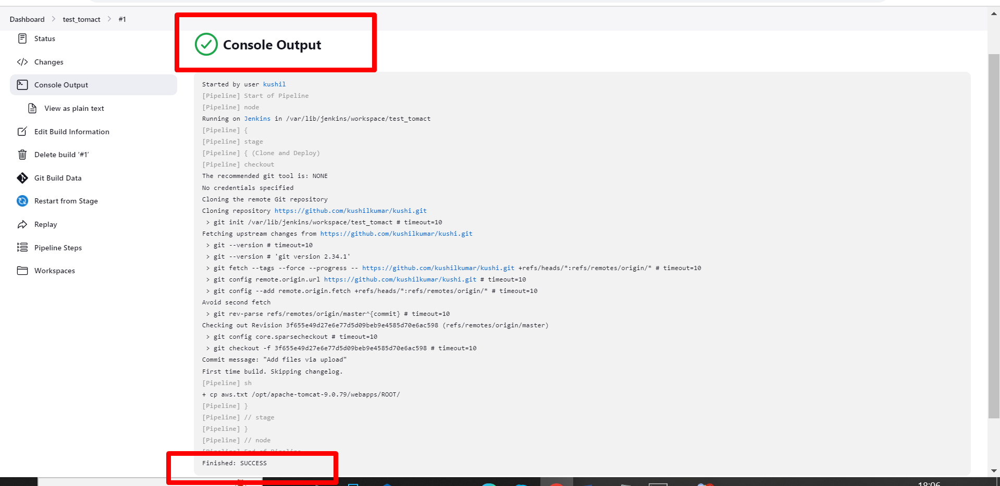 Dashboard > test_tomact > #1
Status
Changes
Console Output
View as plain text
Edit Build Information
Delete build ‘#1’
Git Build Data
Restart from Stage
Replay
Pipeline Steps
Workspaces
Console Output
Started by user kushil
[Pipeline] Start of Pipeline
[Pipeline] node
Running on Jenkins in /var/lib/jenkins/workspace/test_tomact
[Pipeline] {
[Pipeline] stage
[Pipeline] { (Clone and Deploy)
[Pipeline] checkout
The recommended git tool is: NONE
No credentials specified
Cloning the remote Git repository
Cloning repository https://github.com/kushilkumar/kushi.git
 > git init /var/lib/jenkins/workspace/test_tomact # timeout=10
Fetching upstream changes from https://github.com/kushilkumar/kushi.git
 > git --version # timeout=10
 > git --version # 'git version 2.34.1'
 > git fetch --tags --force --progress -- https://github.com/kushilkumar/kushi.git +refs/heads/*:refs/remotes/origin/* # timeout=10
 > git config remote.origin.url https://github.com/kushilkumar/kushi.git # timeout=10
 > git config --add remote.origin.fetch +refs/heads/*:refs/remotes/origin/* # timeout=10
Avoid second fetch
 > git rev-parse refs/remotes/origin/master^{commit} # timeout=10
Checking out Revision 3f655e49d27e6e77d5d09beb9e4585d70e6ac598 (refs/remotes/origin/master)
 > git config core.sparsecheckout # timeout=10
 > git checkout -f 3f655e49d27e6e77d5d09beb9e4585d70e6ac598 # timeout=10
Commit message: "Add files via upload"
First time build. Skipping changelog.
[Pipeline] sh
+ cp aws.txt /opt/apache-tomcat-9.0.79/webapps/ROOT/
[Pipeline] }
[Pipeline] // stage
[Pipeline] }
[Pipeline] // node
[Pipeline] End of Pipeline
Finished: SUCCESS
18:06